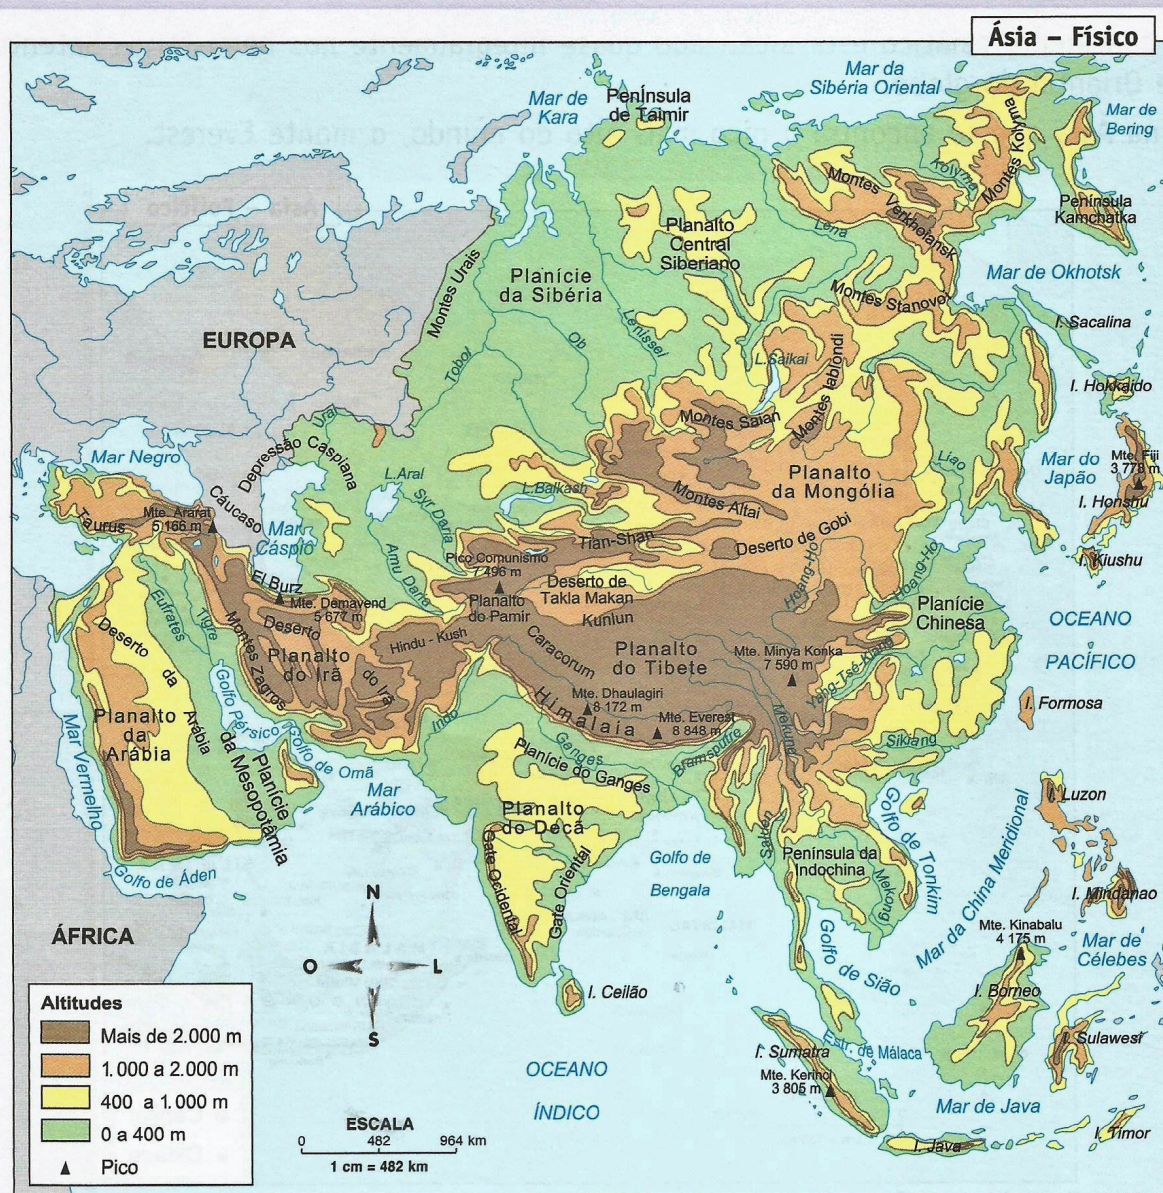 Ásia – Físico
Mar da
Sibéria Oriental
Mar de
Kara
Península
de Taimir
Mar de
Bering
Kolyma
Montes Kolyma
Montes
Verkhoiansk
Península
Kamchatka
Planalto
Central
Siberiano
Lena
Mar de Okhotsk
Montes Urais
Planície
da Sibéria
Montes Stanovoi
I. Sacalina
EUROPA
Tobol
Ob
Ienissei
L.Saikai
Montes Iablondi
I. Hokkaido
Montes Saian
Ural
Depressão Caspiana
Mar Negro
L.Aral
Syr Daria
L.Balkash
Planalto
da Mongólia
Liao
Mar do
Japão
Mte. Fiji
3 778 m
Montes Altai
I. Honshu
Taurus
Mte. Ararat
5 166 m
Cáucaso
Mar
Cáspio
Amu Daria
Tian-Shan
Deserto de Gobi
I. Kiushu
Pico Comunismo
7 496 m
Hoang-Ho
Hoang-Ho
El Burz
Mte. Demavend
5 677 m
Planalto
do Pamir
Deserto de
Takla Makan
Kunlun
Planície
Chinesa
OCEANO
PACÍFICO
Eufrates
Tigre
Deserto
do Irã
Planalto
do Irã
Montes Zagros
Hindu - Kush
Caracorum
Planalto
do Tibete
Mte. Minya Konka
7 590 m
Yang-Tsé-Kiang
Deserto
da
Arábia
Planalto
da
Arábia
Golfo Pérsico
Mte. Dhaulagiri
8 172 m
Himalaia
Mte. Everest
8 848 m
I. Formosa
Mar Vermelho
Planície
da Mesopotâmia
Golfo de Omã
Mar
Arábico
Indo
Ganges
Planície do Ganges
Bramsputre
Mekung
Sikiang
Planalto
do Decã
Golfo de Tonkim
I. Luzon
Gate Ocidental
Gate Oriental
Golfo de
Bengala
Península da
Indochina
Mekong
Mar da China Meridional
Golfo de Áden
ÁFRICA
I. Mindanao
Mte. Kinabalu
4 175 m
Mar de
Célebes
Golfo de Sião
N
O
L
S
I. Ceilão
I. Borneo
I. Sumatra
Estr. de Málaca
I. Sulawesi
Mte. Kerinci
3 805 m
Mar de Java
I. Java
I. Timor
OCEANO
ÍNDICO
Altitudes
Mais de 2.000 m
1.000 a 2.000 m
400 a 1.000 m
0 a 400 m
Pico
ESCALA
0 482 964 km
1 cm = 482 km